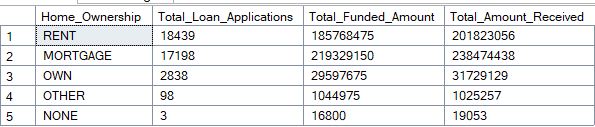 Home_Ownership Total_Loan_Applications Total_Funded_Amount Total_Amount_Received
1 RENT 18439 185768475 201823056
2 MORTGAGE 17198 219329150 238474438
3 OWN 2838 29597675 31729129
4 OTHER 98 1044975 1025257
5 NONE 3 16800 19053